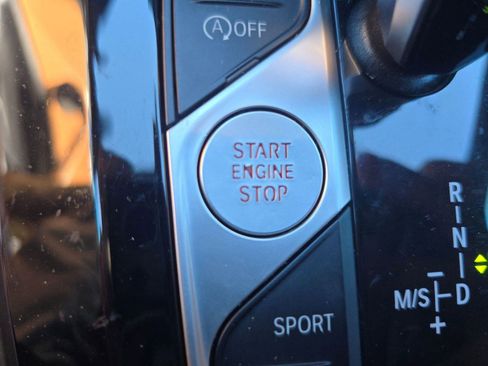 A OFF
START
ENGINE
STOP
SPORT
R
N
M/S D
+